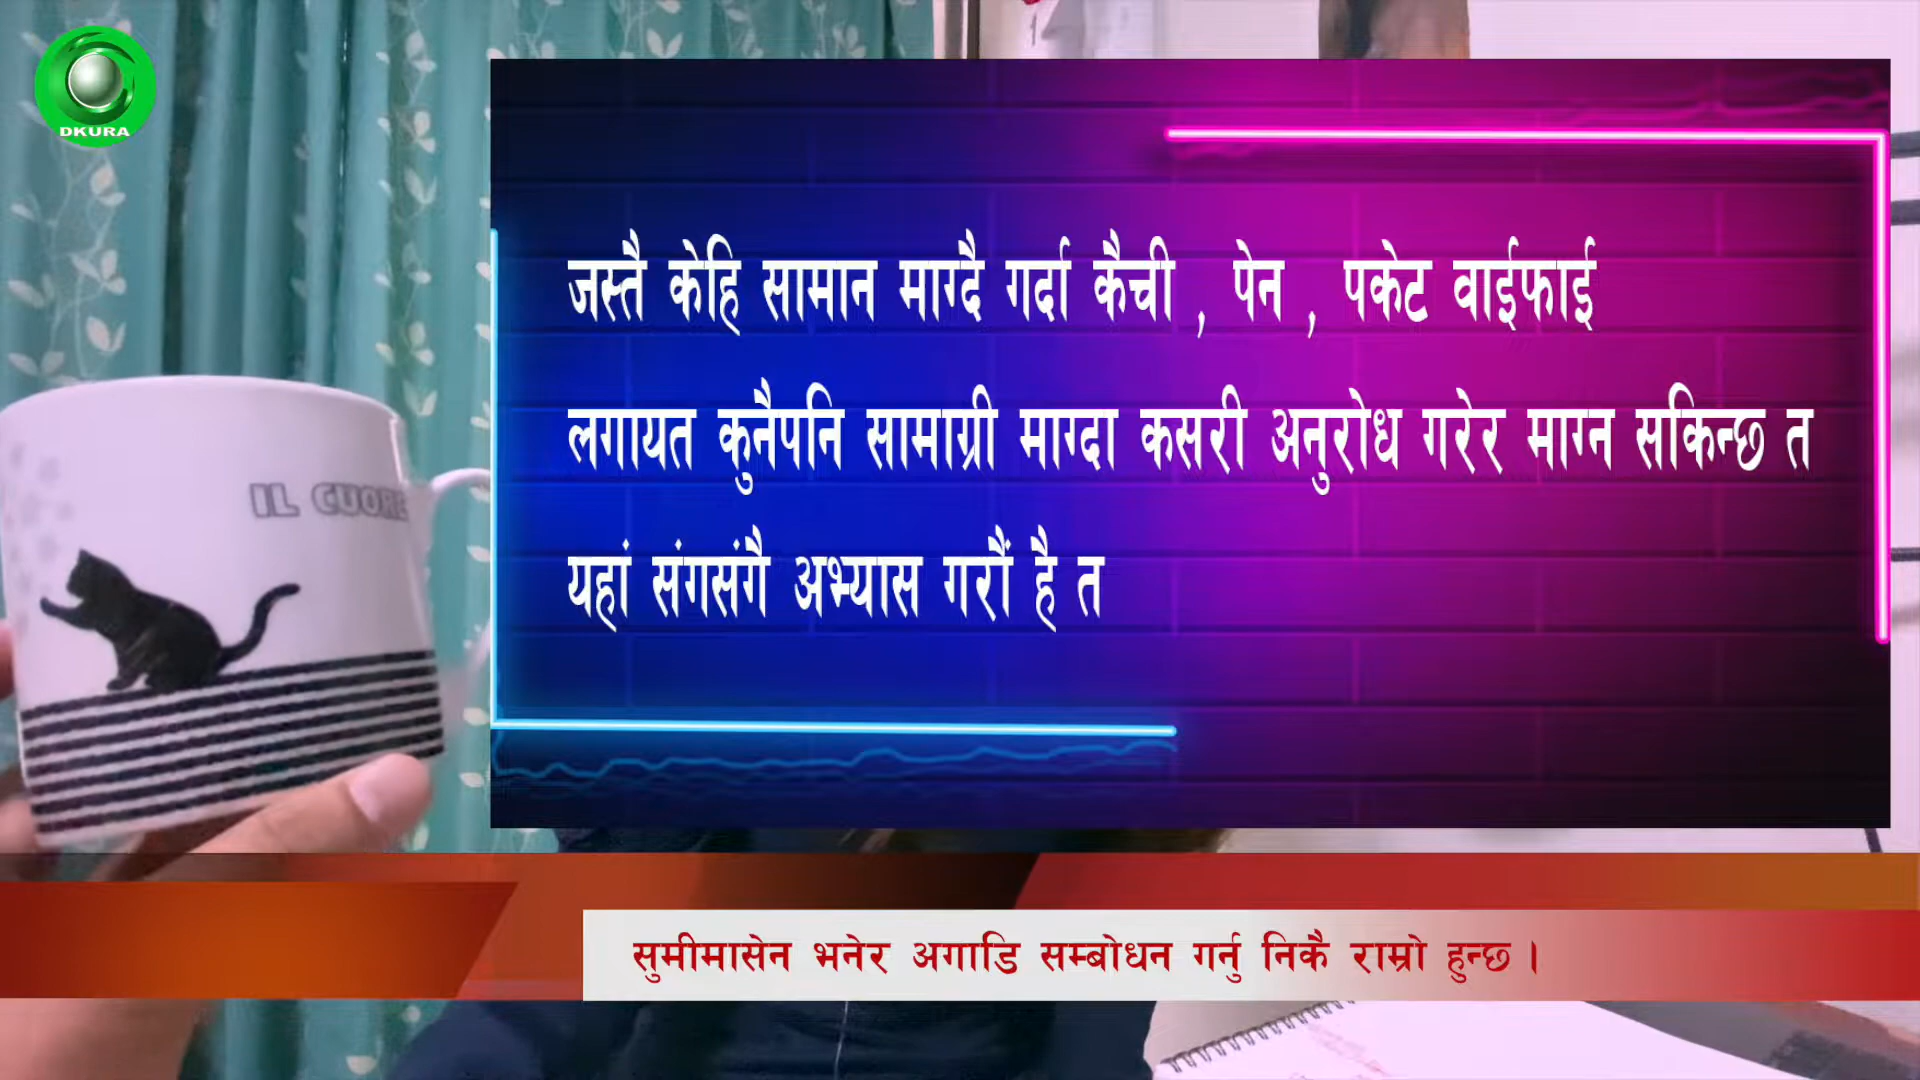 DKURA
जस्तै केहि सामान माग्दै गर्दा कैची , पेन , पकेट वाईफाई
लगायत कुनैपनि सामाग्री माग्दा कसरी अनुरोध गरेर माग्न सकिन्छ त
यहां संगसंगै अभ्यास गरौं है त
IL CUORE
सुमीमासेन भनेर अगाडि सम्बोधन गर्नु निकै राम्रो हुन्छ ।